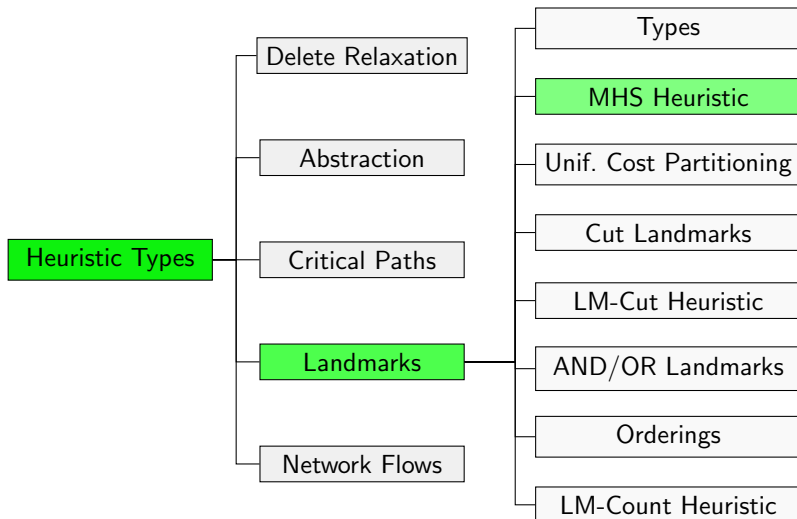 Heuristic Types
Delete Relaxation
Abstraction
Critical Paths
Landmarks
Network Flows
Types
MHS Heuristic
Unif. Cost Partitioning
Cut Landmarks
LM-Cut Heuristic
AND/OR Landmarks
Orderings
LM-Count Heuristic